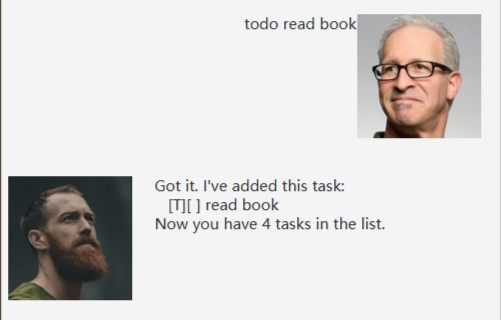 todo read book
Got it. I've added this task:
[T][ ] read book
Now you have 4 tasks in the list.